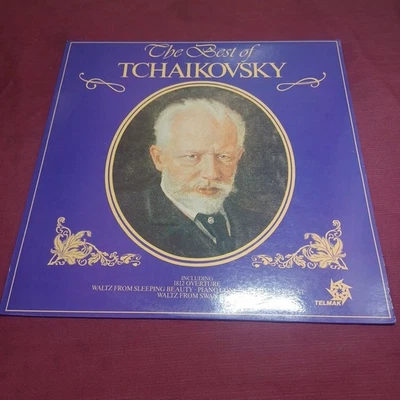 The Best of
TCHAIKOVSKY
INCLUDING
1812 OVERTURE
WALTZ FROM SLEEPING BEAUTY · PIANO
WALTZ FROM SWAN
TELMAK